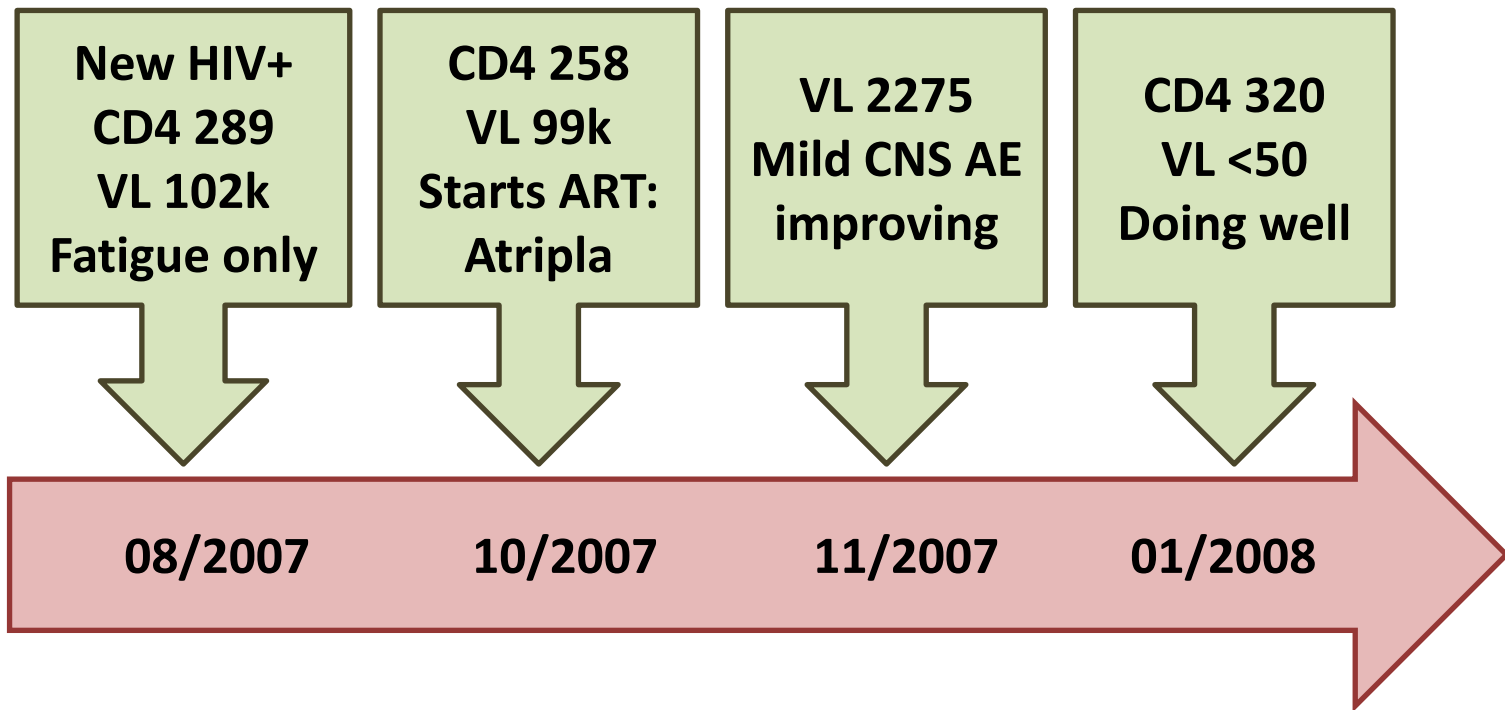 New HIV+
CD4 289
VL 102k
Fatigue only
CD4 258
VL 99k
Starts ART:
Atripla
VL 2275
Mild CNS AE
improving
CD4 320
VL <50
Doing well
08/2007
10/2007
11/2007
01/2008